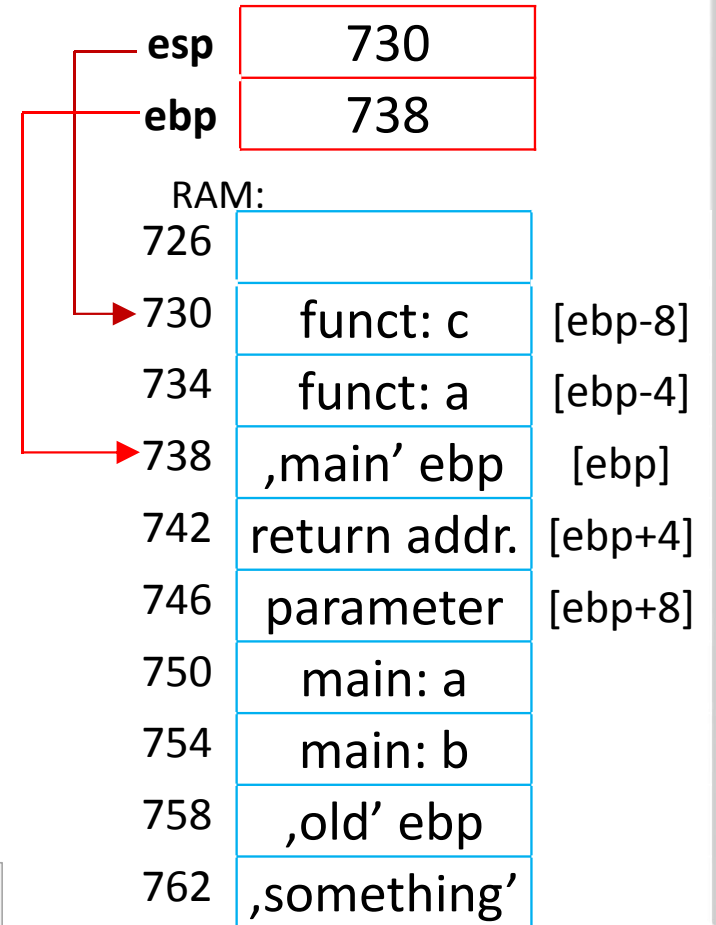 esp 730
ebp 738
RAM:
726
730 funct: c [ebp-8]
734 funct: a [ebp-4]
738 ‚main’ ebp [ebp]
742 return addr. [ebp+4]
746 parameter [ebp+8]
750 main: a
754 main: b
758 ‚old’ ebp
762 ‚something’